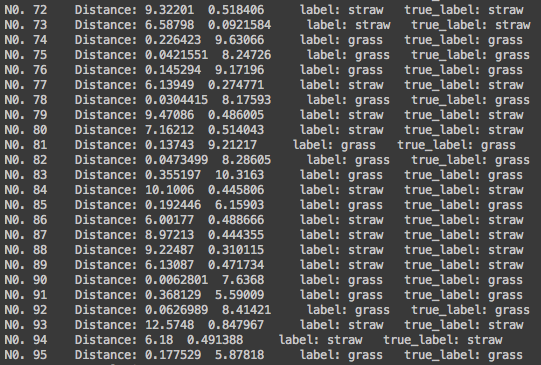 N0. 72 Distance: 9.32201 0.518406 label: straw true_label: straw
N0. 73 Distance: 6.58798 0.0921584 label: straw true_label: straw
N0. 74 Distance: 0.226423 9.63066 label: grass true_label: grass
N0. 75 Distance: 0.0421551 8.24726 label: grass true_label: grass
N0. 76 Distance: 0.145294 9.17196 label: grass true_label: grass
N0. 77 Distance: 6.13949 0.274771 label: straw true_label: straw
N0. 78 Distance: 0.0304415 8.17593 label: grass true_label: grass
N0. 79 Distance: 9.47086 0.486005 label: straw true_label: straw
N0. 80 Distance: 7.16212 0.514043 label: straw true_label: straw
N0. 81 Distance: 0.13743 9.21217 label: grass true_label: grass
N0. 82 Distance: 0.0473499 8.28605 label: grass true_label: grass
N0. 83 Distance: 0.355197 10.3163 label: grass true_label: grass
N0. 84 Distance: 10.1006 0.445806 label: straw true_label: straw
N0. 85 Distance: 0.192446 6.15903 label: grass true_label: grass
N0. 86 Distance: 6.00177 0.488666 label: straw true_label: straw
N0. 87 Distance: 8.97213 0.444355 label: straw true_label: straw
N0. 88 Distance: 9.22487 0.310115 label: straw true_label: straw
N0. 89 Distance: 6.13087 0.471734 label: straw true_label: straw
N0. 90 Distance: 0.0062801 7.6368 label: grass true_label: grass
N0. 91 Distance: 0.368129 5.59009 label: grass true_label: grass
N0. 92 Distance: 0.0626989 8.41421 label: grass true_label: grass
N0. 93 Distance: 12.5748 0.847967 label: straw true_label: straw
N0. 94 Distance: 6.18 0.491388 label: straw true_label: straw
N0. 95 Distance: 0.177529 5.87818 label: grass true_label: grass